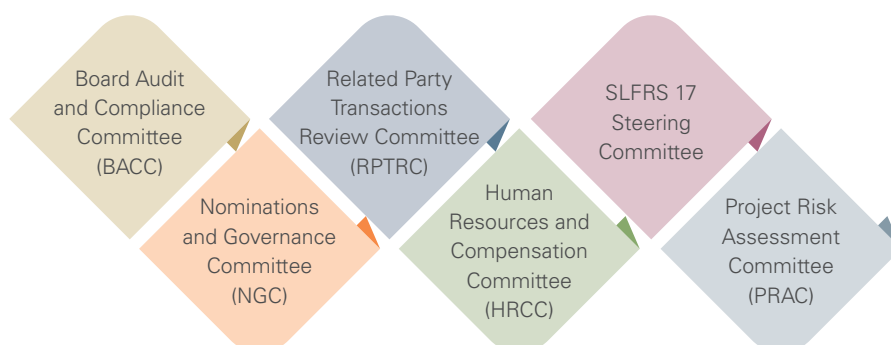 Board Audit
and Compliance
Committee
(BACC)
Nominations
and Governance
Committee
(NGC)
Related Party
Transactions
Review Committee
(RPTRC)
Human
Resources and
Compensation
Committee
(HRCC)
SLFRS 17
Steering
Committee
Project Risk
Assessment
Committee
(PRAC)